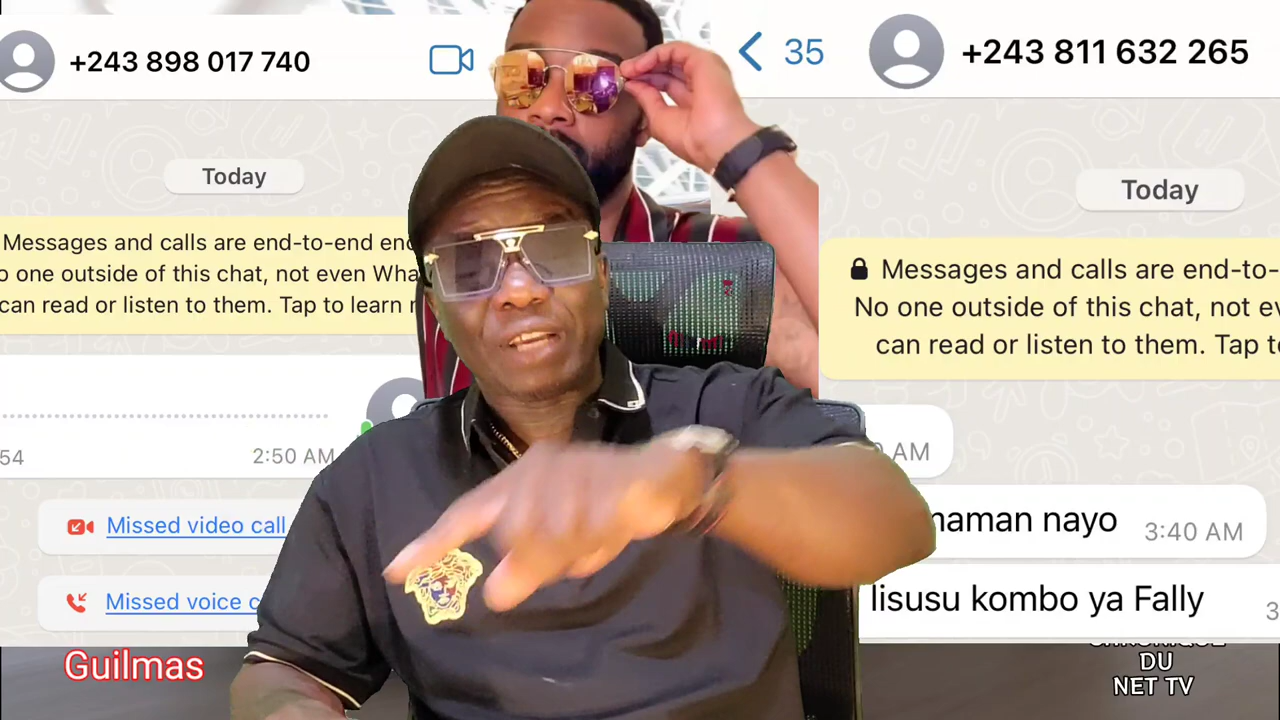 +243 898 017 740
Today
Messages and calls are end-to-end
o one outside of this chat, not even
can read or listen to them. Tap to learn
54
2:50 AM
Missed video call
Missed voice
Guilmas
35
+243 811 632 265
Today
Messages and calls are end-to-
No one outside of this chat, not
can read or listen to them. Tap
AM
maman nayo 3:40 AM
lisusu kombo ya Fally 3
CHRONIQUE
DU
NET TV